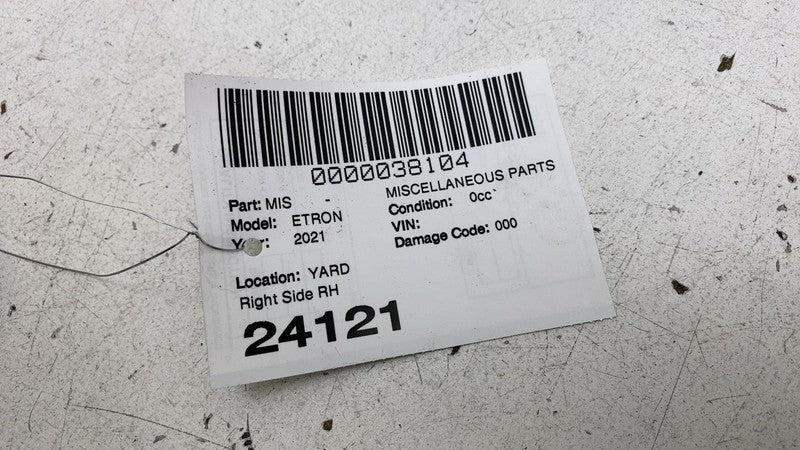 0000038104
Part: MIS - MISCELLANEOUS PARTS
Model: ETRON Condition: 0cc`
Year: 2021 VIN:
Damage Code: 000
Location: YARD
Right Side RH
24121